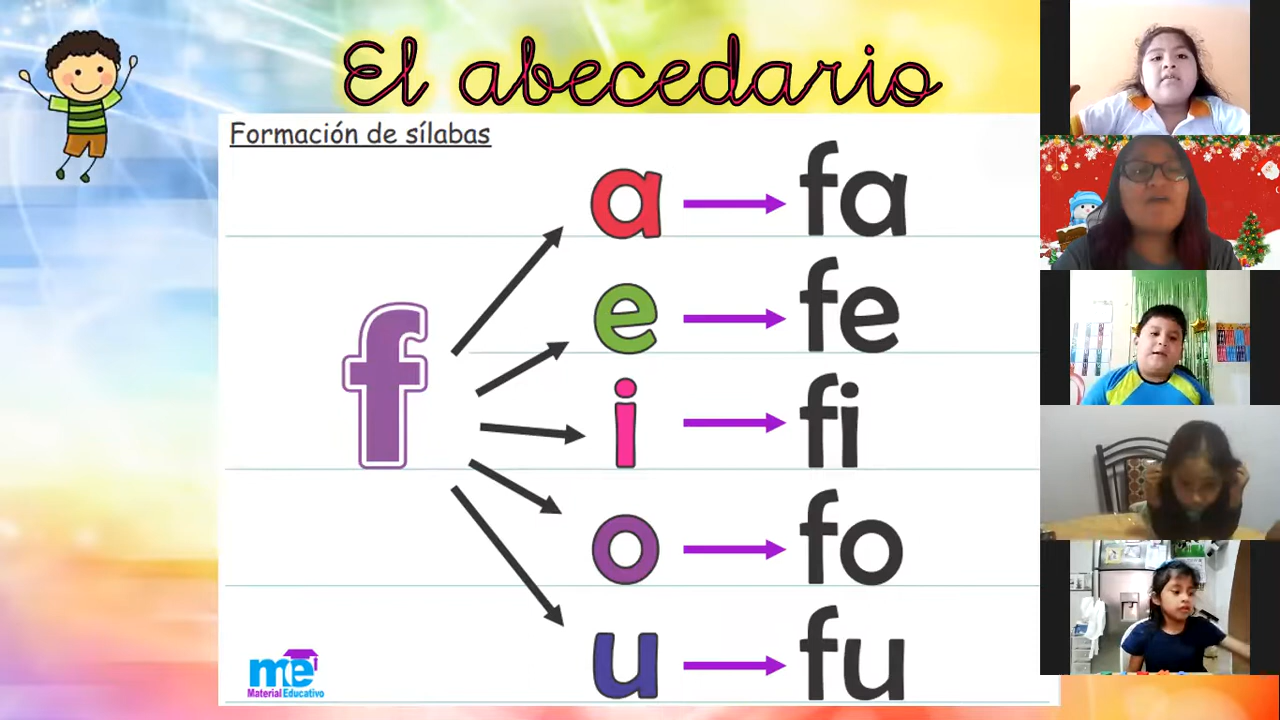 El abecedario
Formación de sílabas
a fa
e fe
f
i fi
o fo
u fu
me
Material Educativo